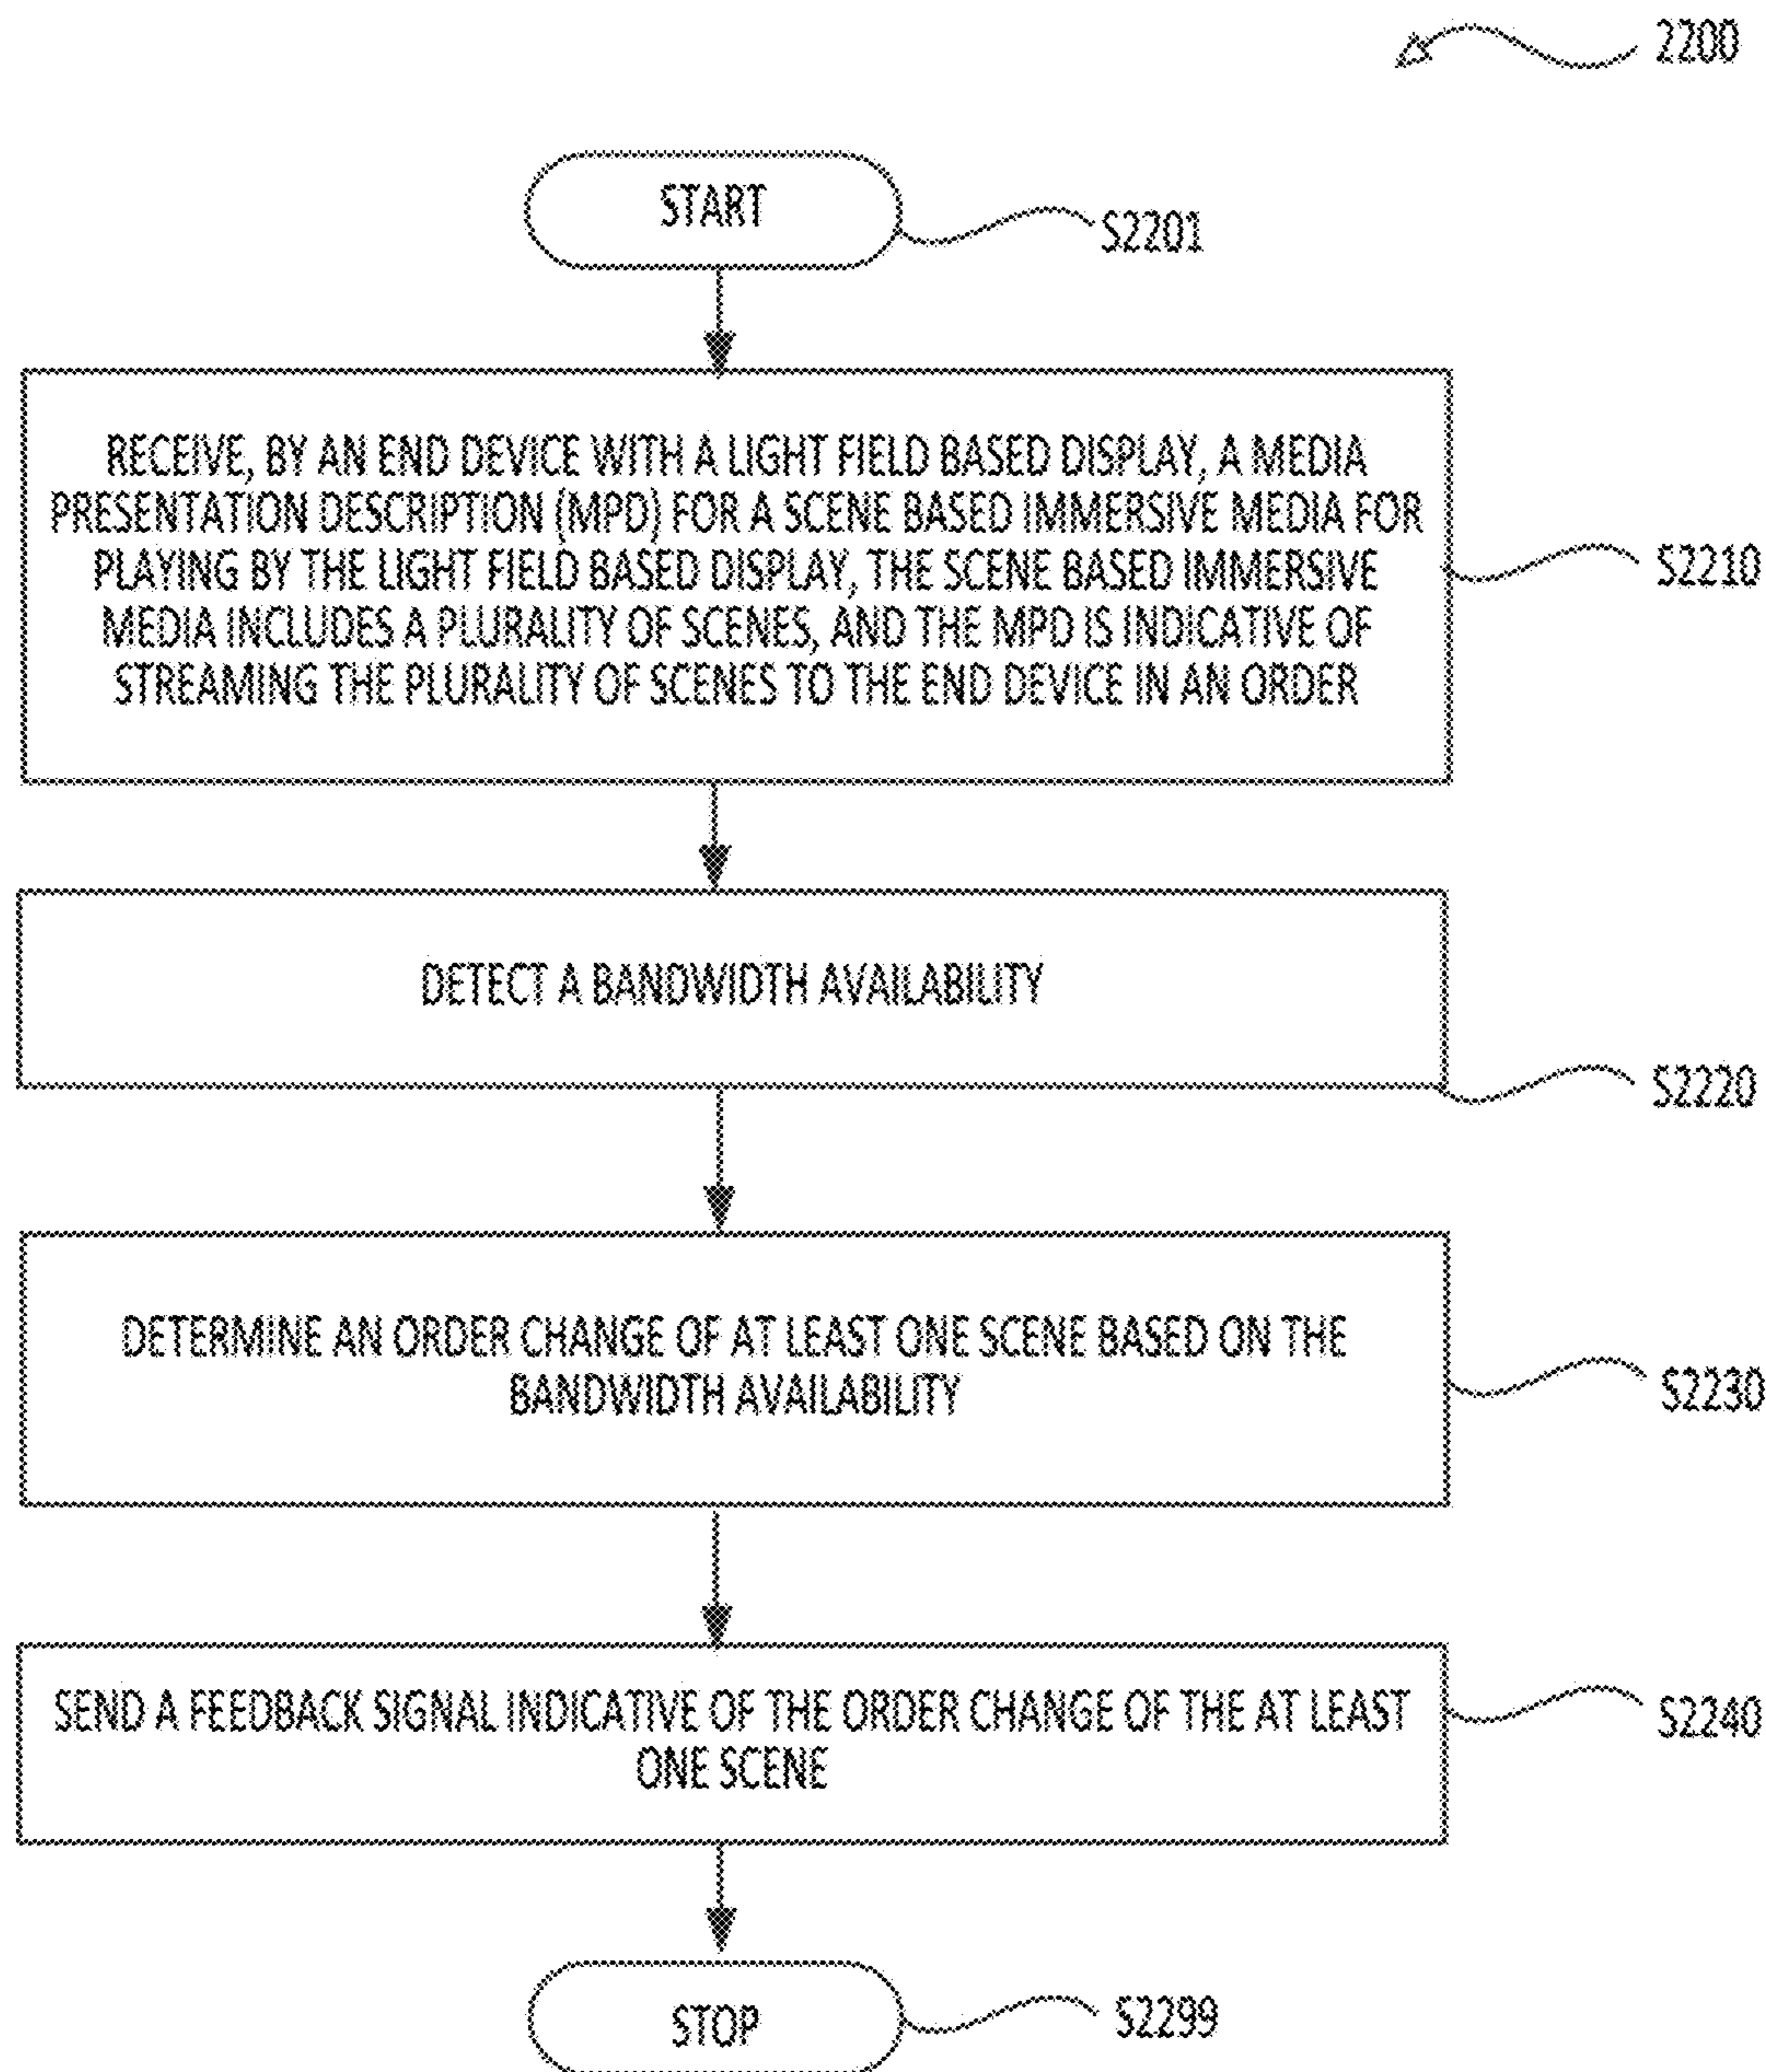 2200
START
S2201
RECEIVE, BY AN END DEVICE WITH A LIGHT FIELD BASED DISPLAY, A MEDIA
PRESENTATION DESCRIPTION (MPD) FOR A SCENE BASED IMMERSIVE MEDIA FOR
PLAYING BY THE LIGHT FIELD BASED DISPLAY, THE SCENE BASED IMMERSIVE
MEDIA INCLUDES A PLURALITY OF SCENES, AND THE MPD IS INDICATIVE OF
STREAMING THE PLURALITY OF SCENES TO THE END DEVICE IN AN ORDER
S2210
DETECT A BANDWIDTH AVAILABILITY
S2220
DETERMINE AN ORDER CHANGE OF AT LEAST ONE SCENE BASED ON THE
BANDWIDTH AVAILABILITY
S2230
SEND A FEEDBACK SIGNAL INDICATIVE OF THE ORDER CHANGE OF THE AT LEAST
ONE SCENE
S2240
STOP
S2299